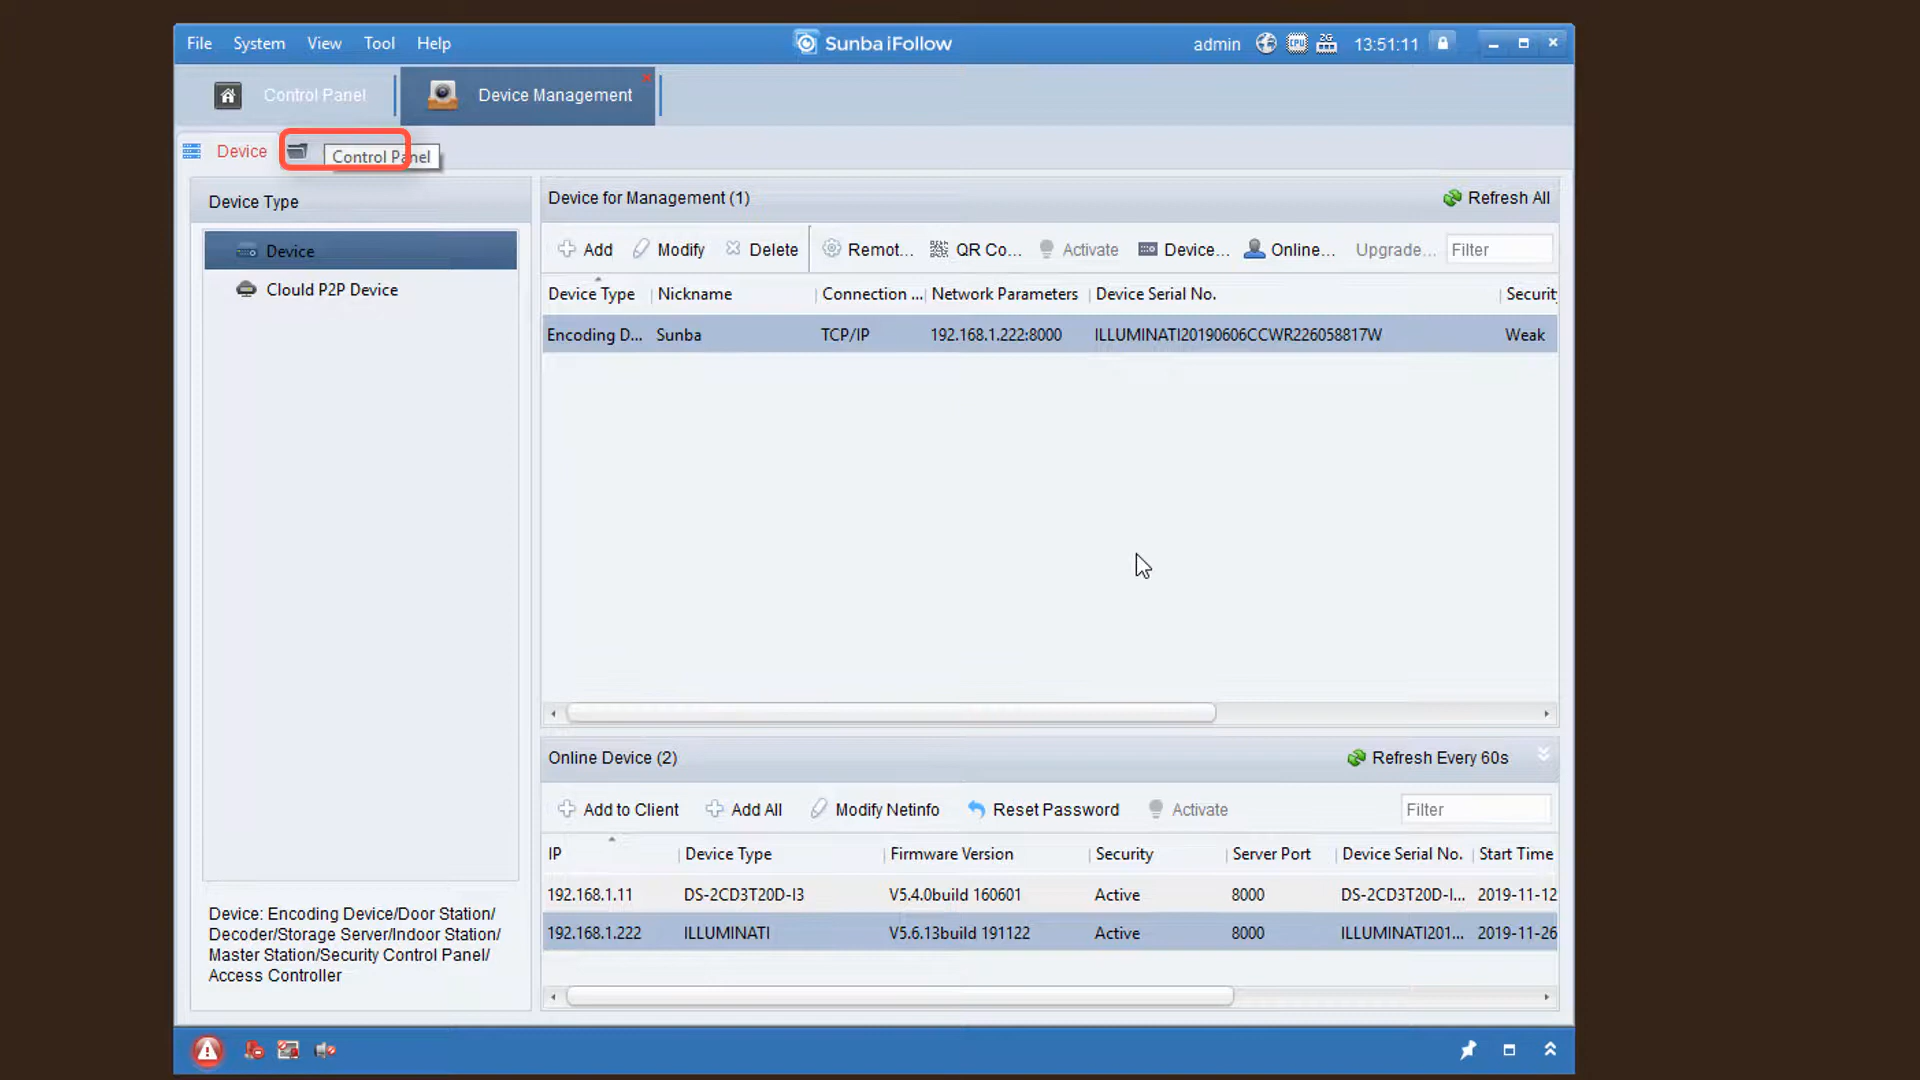 File System View Tool Help Sunba iFollow admin 2G 13:51:11
Control Panel Device Management
Device Control Panel
Device Type
Device
Clould P2P Device
Device: Encoding Device/Door Station/
Decoder/Storage Server/Indoor Station/
Master Station/Security Control Panel/
Access Controller
Device for Management (1) Refresh All
Add Modify Delete Remot... QR Co... Activate Device... Online... Upgrade... Filter
Device Type Nickname Connection ... Network Parameters Device Serial No. Securit
Encoding D... Sunba TCP/IP 192.168.1.222:8000 ILLUMINATI20190606CCWR226058817W Weak
Online Device (2) Refresh Every 60s
Add to Client Add All Modify Netinfo Reset Password Activate Filter
IP Device Type Firmware Version Security Server Port Device Serial No. Start Time
192.168.1.11 DS-2CD3T20D-I3 V5.4.0build 160601 Active 8000 DS-2CD3T20D-I... 2019-11-12
192.168.1.222 ILLUMINATI V5.6.13build 191122 Active 8000 ILLUMINATI201... 2019-11-26